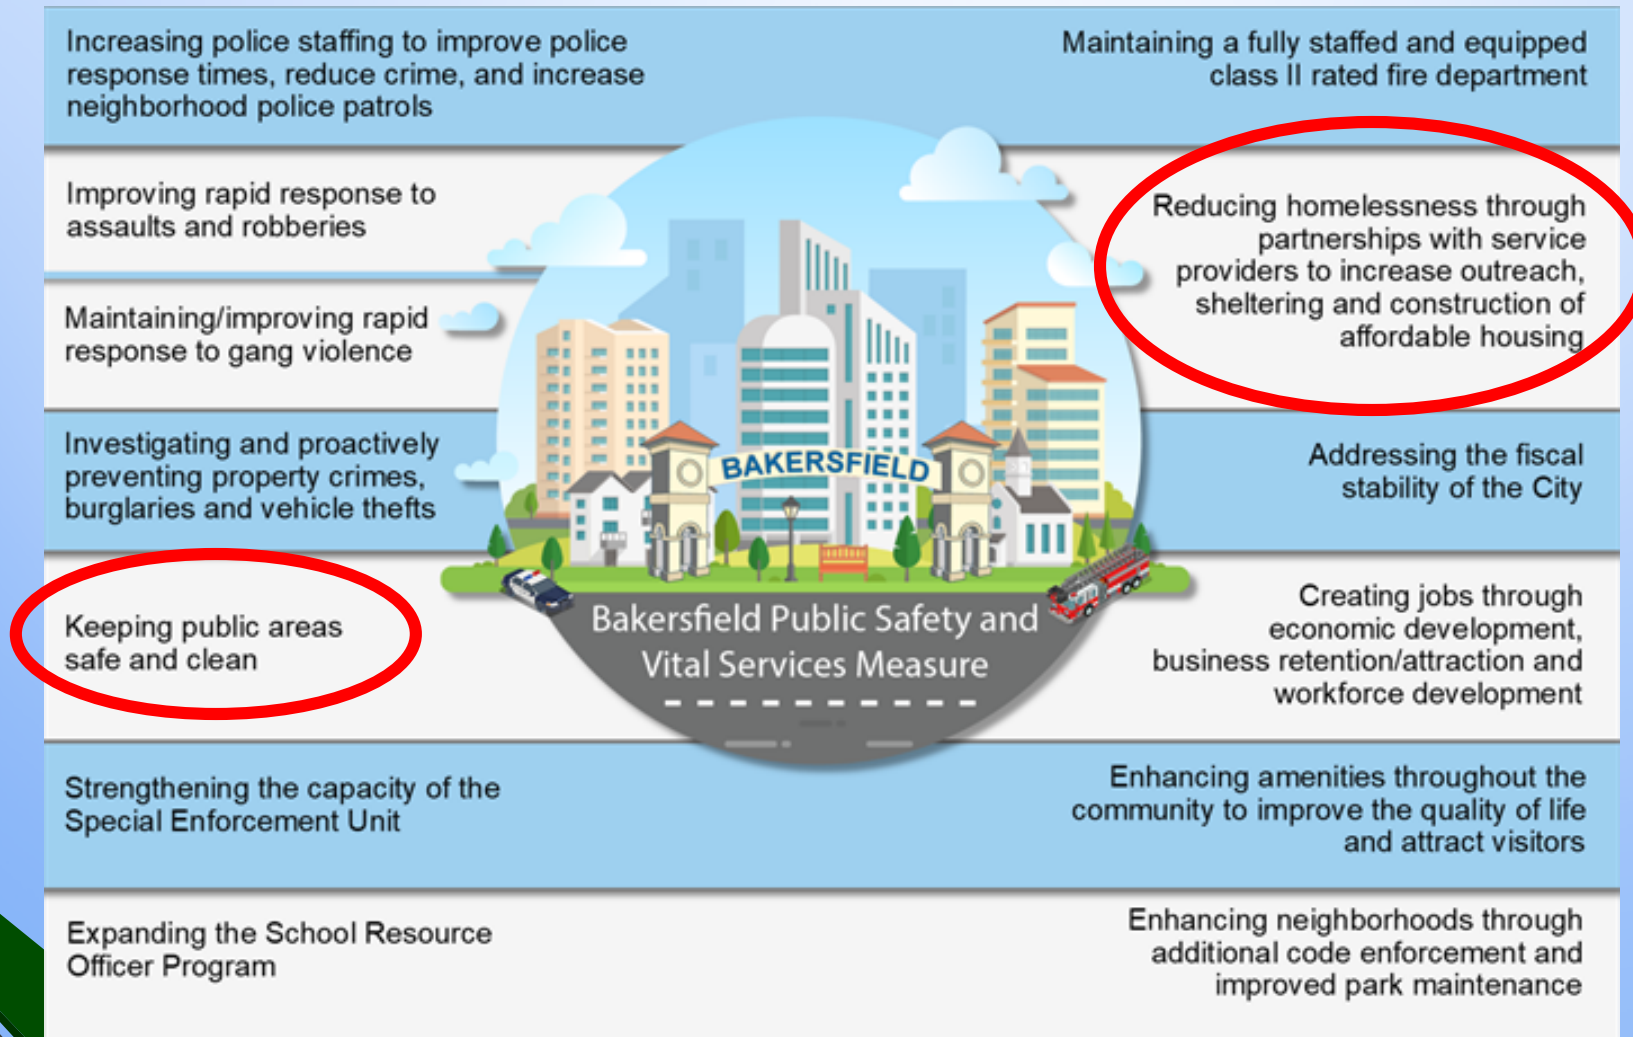 Increasing police staffing to improve police
response times, reduce crime, and increase
neighborhood police patrols
Improving rapid response to
assaults and robberies
Maintaining/improving rapid
response to gang violence
Investigating and proactively
preventing property crimes,
burglaries and vehicle thefts
Keeping public areas
safe and clean
Strengthening the capacity of the
Special Enforcement Unit
Expanding the School Resource
Officer Program
BAKERSFIELD
Bakersfield Public Safety and
Vital Services Measure
Maintaining a fully staffed and equipped
class II rated fire department
Reducing homelessness through
partnerships with service
providers to increase outreach,
sheltering and construction of
affordable housing
Addressing the fiscal
stability of the City
Creating jobs through
economic development,
business retention/attraction and
workforce development
Enhancing amenities throughout the
community to improve the quality of life
and attract visitors
Enhancing neighborhoods through
additional code enforcement and
improved park maintenance